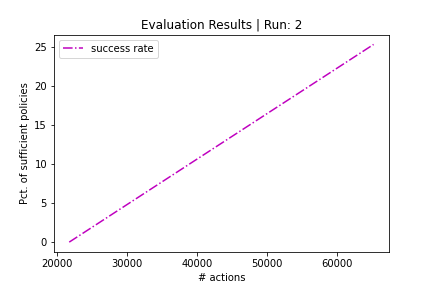 Evaluation Results | Run: 2
success rate
Pct. of sufficient policies
25
20
15
10
5
0
20000 30000 40000 50000 60000
# actions